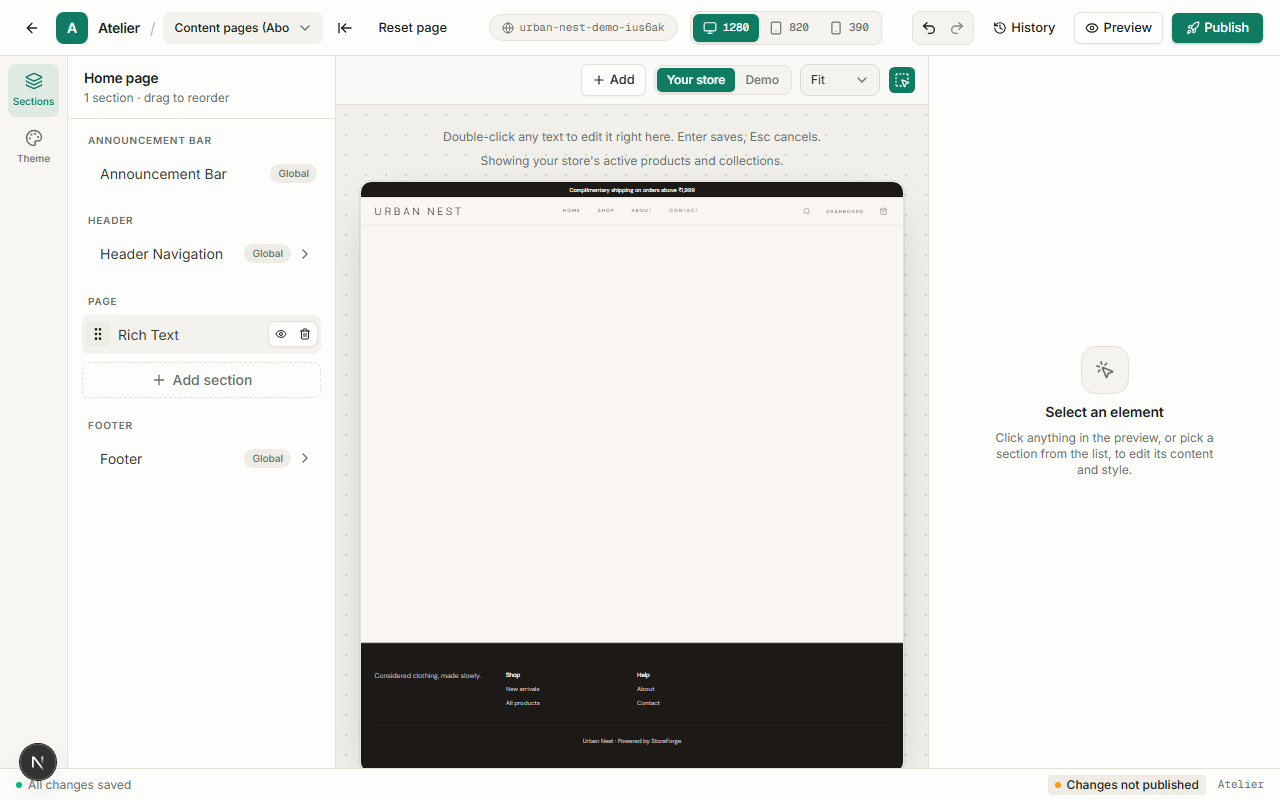 A Atelier / Content pages (Abo Reset page urban-nest-demo-ius6ak 1280 820 390 History Preview Publish
Sections
Theme
Home page
1 section · drag to reorder
ANNOUNCEMENT BAR
Announcement Bar Global
HEADER
Header Navigation Global
PAGE
Rich Text
Add section
FOOTER
Footer Global
Add Your store Demo Fit
Double-click any text to edit it right here. Enter saves, Esc cancels.
Showing your store's active products and collections.
Complimentary shipping on orders above ₹1,999
URBAN NEST HOME SHOP ABOUT CONTACT DASHBOARD
Considered clothing, made slowly. Shop Help
New arrivals About
All products Contact
Urban Nest · Powered by StoreForge
Select an element
Click anything in the preview, or pick a
section from the list, to edit its content
and style.
N
All changes saved Changes not published Atelier